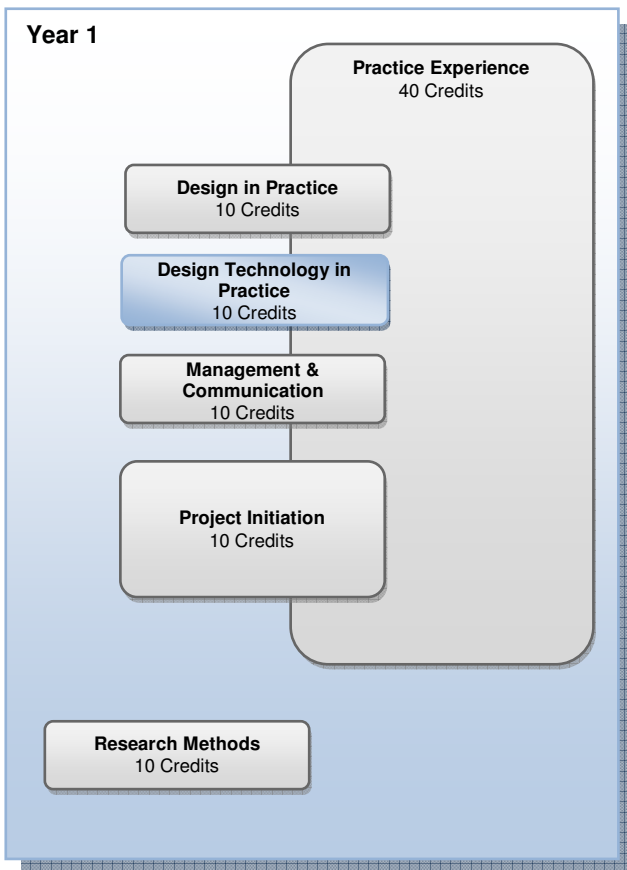 Year 1
Practice Experience
40 Credits
Design in Practice
10 Credits
Design Technology in
Practice
10 Credits
Management &
Communication
10 Credits
Project Initiation
10 Credits
Research Methods
10 Credits